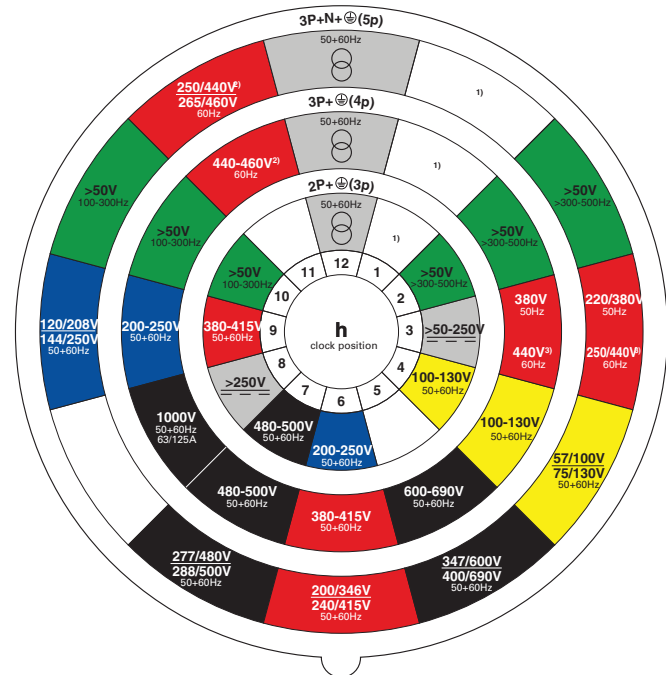 3P+N+⏚(5p)
50+60Hz
1)
>50V
>300-500Hz
220/380V
50Hz
250/440V3)
60Hz
57/100V
75/130V
50+60Hz
347/600V
400/690V
50+60Hz
200/346V
240/415V
50+60Hz
277/480V
288/500V
50+60Hz
120/208V
144/250V
50+60Hz
>50V
100-300Hz
250/440V2)
265/460V
60Hz
3P+⏚(4p)
50+60Hz
1)
>50V
>300-500Hz
380V
50Hz
440V3)
60Hz
100-130V
50+60Hz
600-690V
50+60Hz
380-415V
50+60Hz
480-500V
50+60Hz
1000V
50+60Hz
63/125A
200-250V
50+60Hz
>50V
100-300Hz
440-460V2)
60Hz
2P+⏚(3p)
50+60Hz
1)
>50V
>300-500Hz
>50-250V
100-130V
50+60Hz
200-250V
50+60Hz
480-500V
50+60Hz
>250V
380-415V
50+60Hz
>50V
100-300Hz
12
1
2
3
4
5
6
7
8
9
10
11
h
clock position